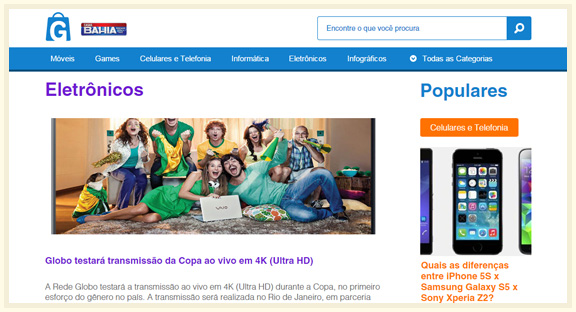 G
CASAS BAHIA
Encontre o que você procura
Móveis Games Celulares e Telefonia Informática Eletrônicos Infográficos Todas as Categorias
Eletrônicos
VAIO
Globo testará transmissão da Copa ao vivo em 4K (Ultra HD)
A Rede Globo testará a transmissão ao vivo em 4K (Ultra HD) durante a Copa, no primeiro
esforço do gênero no país. A transmissão será realizada no Rio de Janeiro, em parceria
Populares
Celulares e Telefonia
Quais as diferenças
entre iPhone 5S x
Samsung Galaxy S5 x
Sony Xperia Z2?